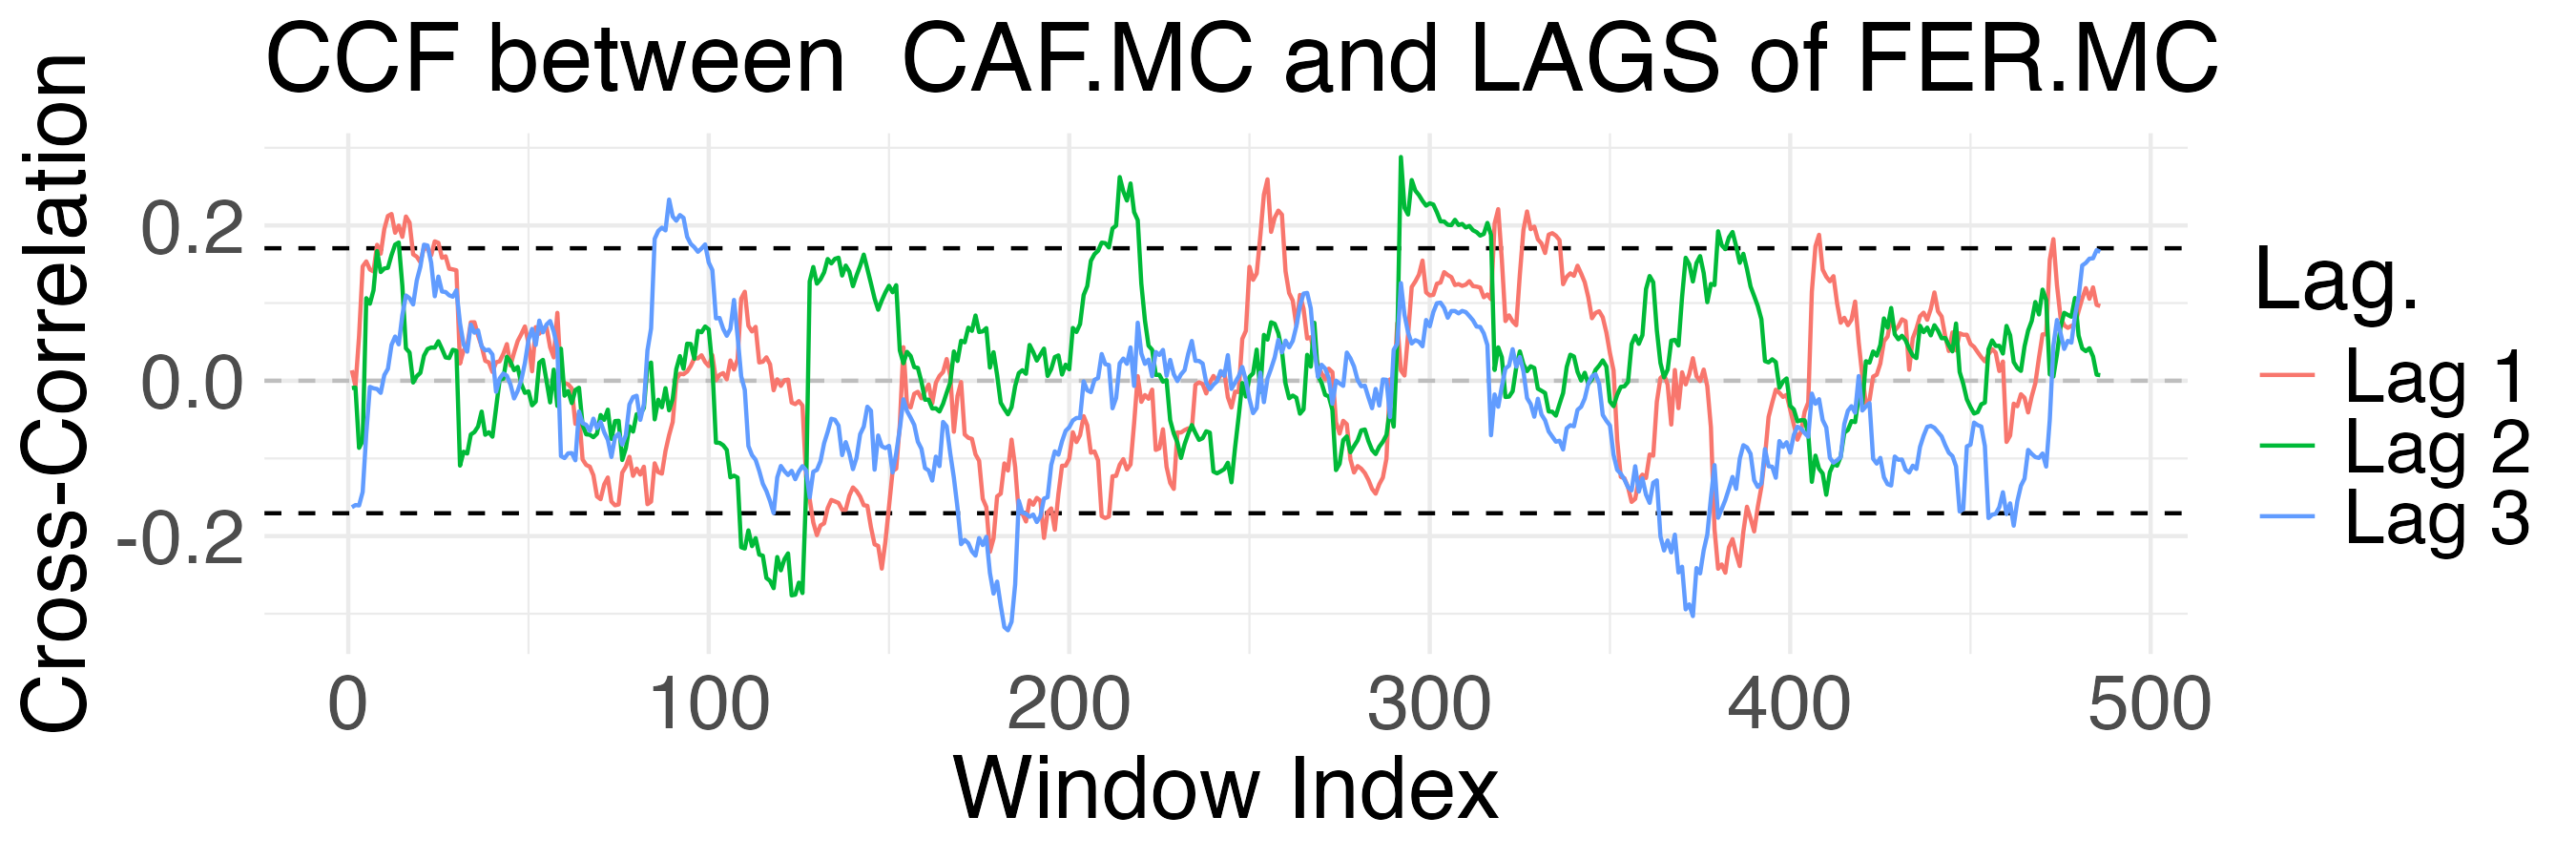 CCF between  CAF.MC and LAGS of FER.MC
Cross-Correlation
0.2
0.0
-0.2
0 100 200 300 400 500
Window Index
Lag.
Lag 1
Lag 2
Lag 3